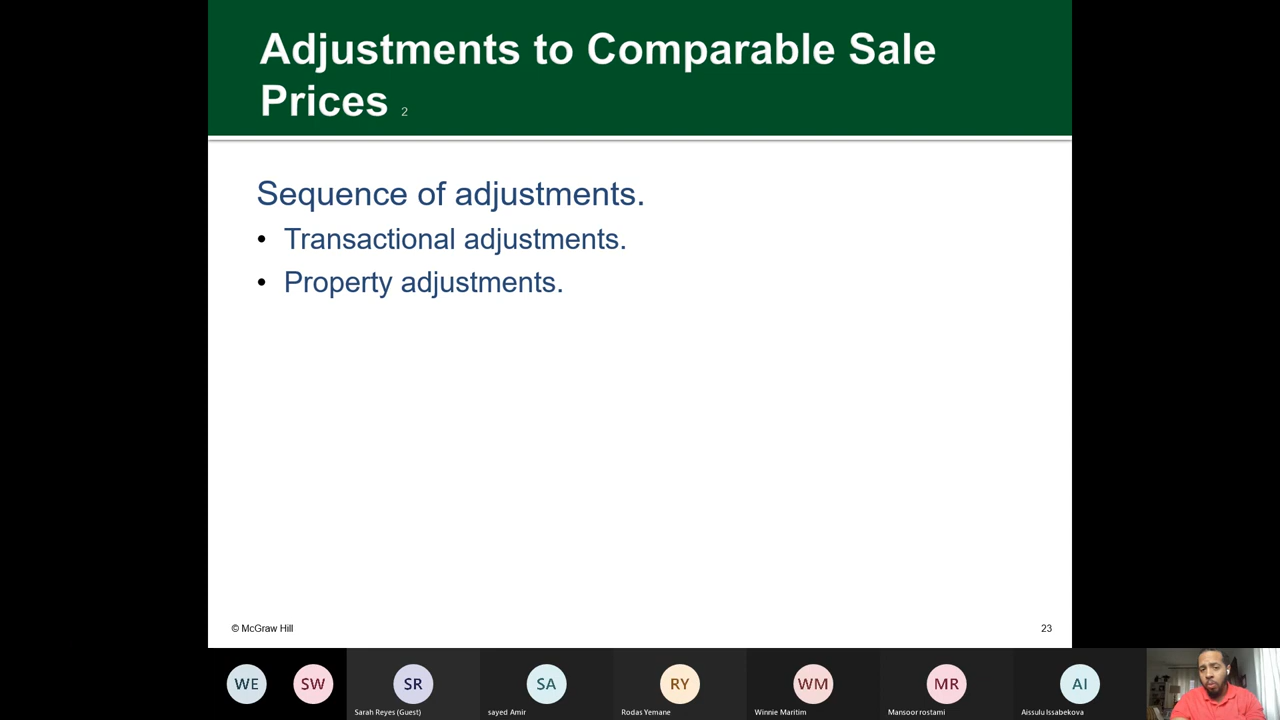 Adjustments to Comparable Sale
Prices 2
Sequence of adjustments.
• Transactional adjustments.
• Property adjustments.
© McGraw Hill
23
WE
SW
SR
SA
RY
WM
MR
AI
Sarah Reyes (Guest)
sayed Amir
Rodas Yemane
Winnie Maritim
Mansoor rostami
Aissulu Issabekova